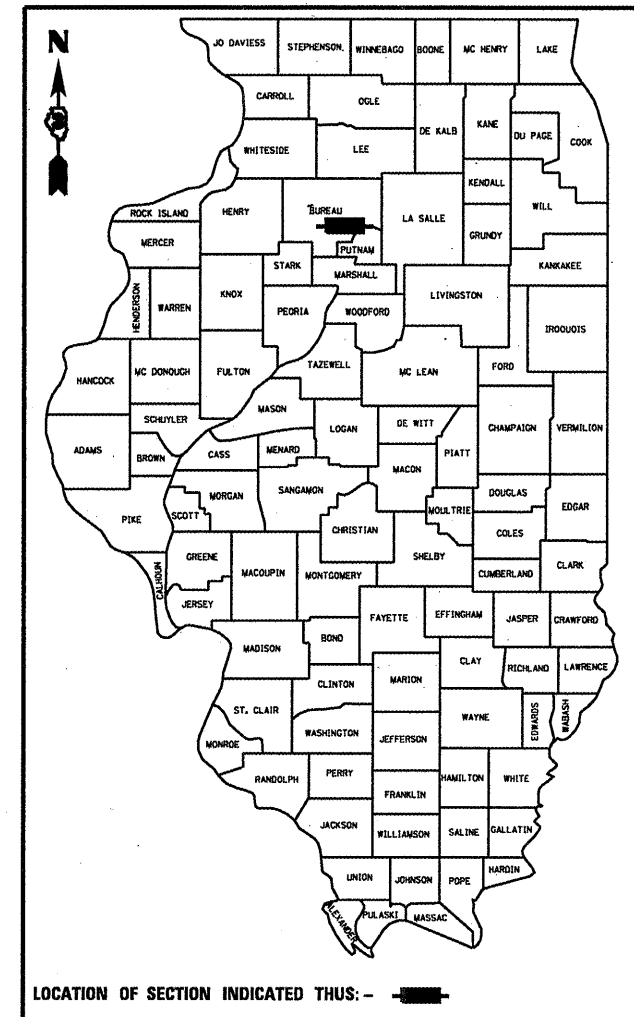 N
JO DAVIESS
STEPHENSON.
WINNEBAGO
BOONE
MC HENRY
LAKE
CARROLL
OGLE
DE KALB
KANE
DU PAGE
COOK
WHITESIDE
LEE
KENDALL
WILL
ROCK ISLAND
HENRY
BUREAU
LA SALLE
GRUNDY
MERCER
PUTNAM
KANKAKEE
STARK
MARSHALL
HENDERSON
WARREN
KNOX
PEORIA
WOODFORD
LIVINGSTON
IROQUOIS
HANCOCK
MC DONOUGH
FULTON
TAZEWELL
MC LEAN
FORD
SCHUYLER
MASON
LOGAN
DE WITT
CHAMPAIGN
VERMILION
ADAMS
BROWN
CASS
MENARD
PIATT
MACON
PIKE
SCOTT
MORGAN
SANGAMON
MOULTRIE
DOUGLAS
EDGAR
CHRISTIAN
COLES
CALHOUN
GREENE
MACOUPIN
MONTGOMERY
SHELBY
CUMBERLAND
CLARK
JERSEY
FAYETTE
EFFINGHAM
JASPER
CRAWFORD
MADISON
BOND
CLAY
RICHLAND
LAWRENCE
CLINTON
MARION
ST. CLAIR
WAYNE
EDWARDS
WABASH
MONROE
WASHINGTON
JEFFERSON
RANDOLPH
PERRY
HAMILTON
WHITE
FRANKLIN
JACKSON
WILLIAMSON
SALINE
GALLATIN
UNION
JOHNSON
POPE
HARDIN
ALEXANDER
PULASKI
MASSAC
LOCATION OF SECTION INDICATED THUS: -